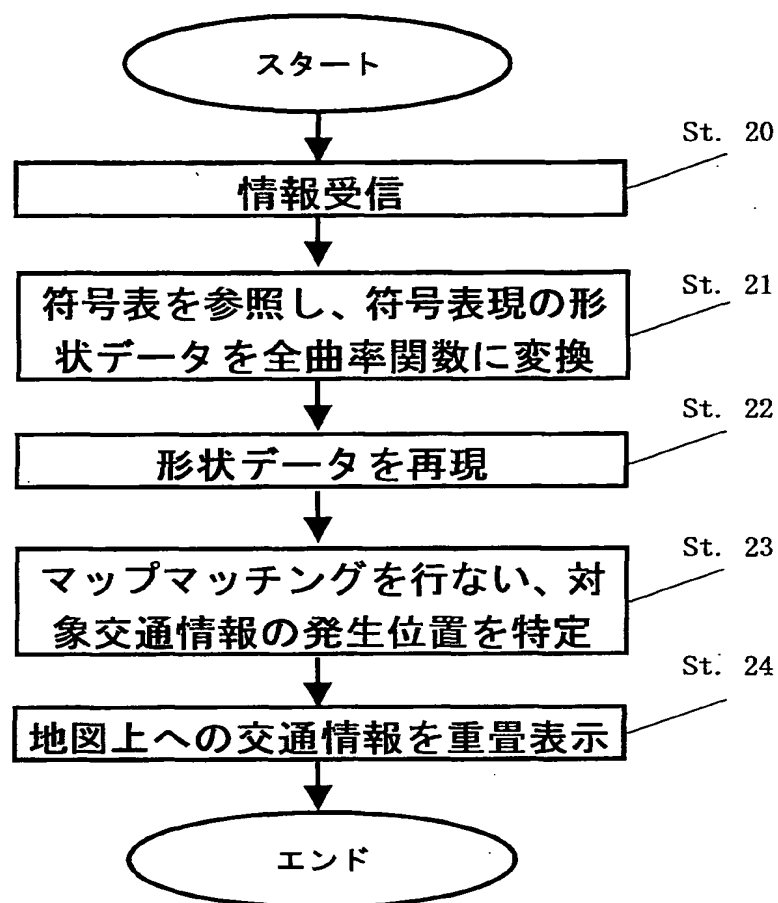 スタート
St. 20
情報受信
St. 21
符号表を参照し、符号表現の形
状データを全曲率関数に変換
St. 22
形状データを再現
St. 23
マップマッチングを行ない、対
象交通情報の発生位置を特定
St. 24
地図上への交通情報を重畳表示
エンド